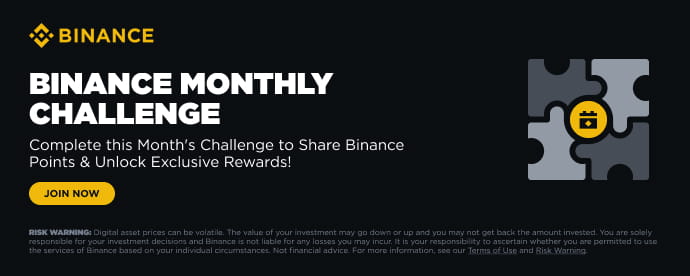 BINANCE
BINANCE MONTHLY
CHALLENGE
Complete this Month's Challenge to Share Binance
Points & Unlock Exclusive Rewards!
JOIN NOW
RISK WARNING: Digital asset prices can be volatile. The value of your investment may go down or up and you may not get back the amount invested. You are solely
responsible for your investment decisions and Binance is not liable for any losses you may incur. It is your responsibility to ascertain whether you are permitted to use
the services of Binance based on your individual circumstances. Not financial advice. For more information, see our Terms of Use and Risk Warning.